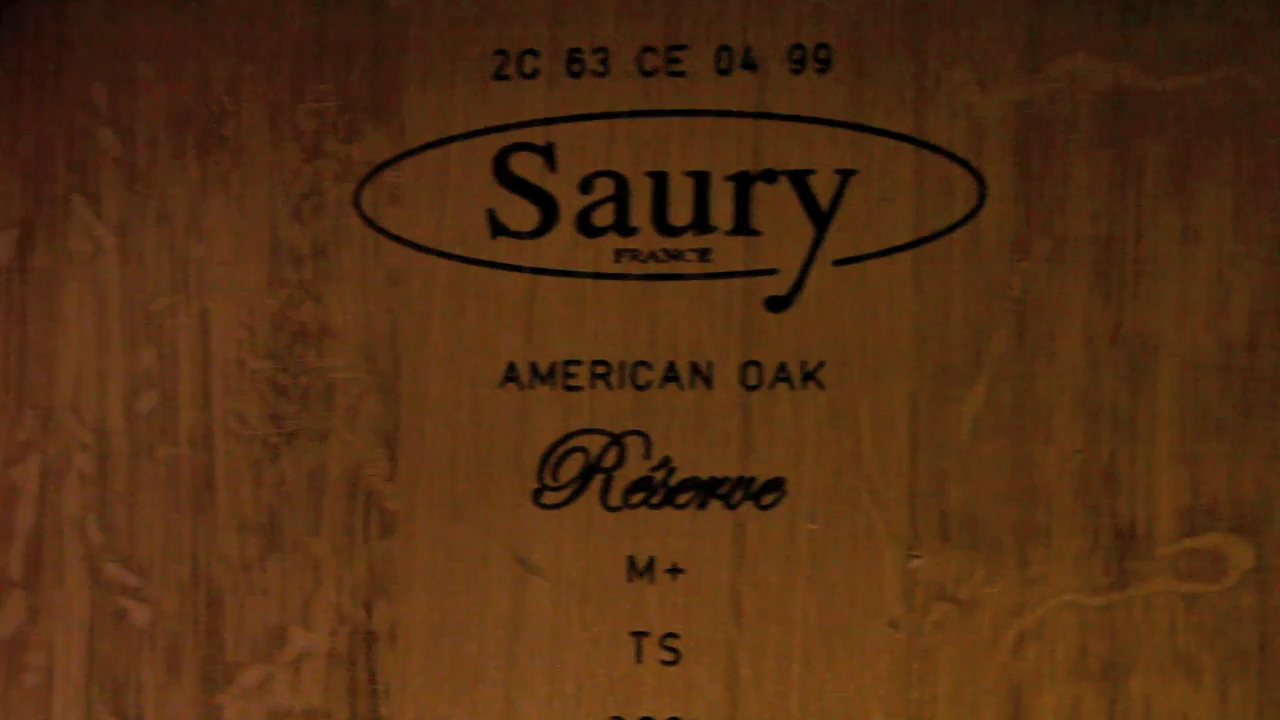 2C 63 CE 04 99
Saury
FRANCE
AMERICAN OAK
Réserve
M+
TS